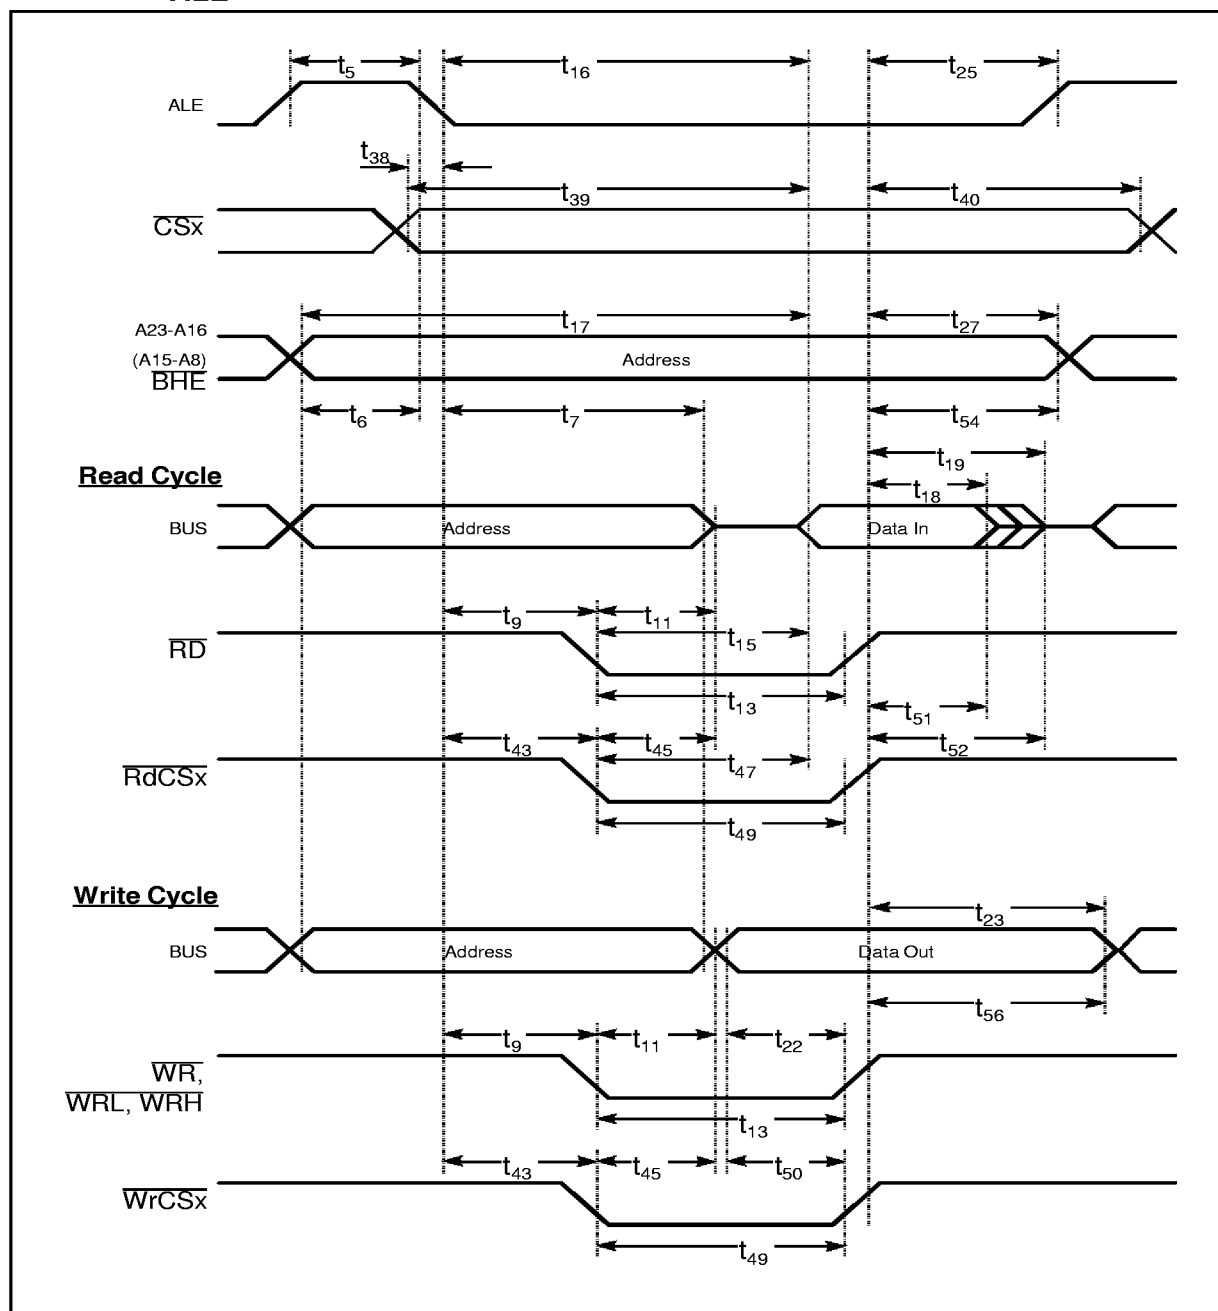 t5 t16 t25
ALE
t38
t39 t40
CSx
t17 t27
A23-A16
(A15-A8)
Address
BHE
t6 t7 t54
t19
Read Cycle
t18
BUS Address Data In
t9 t11
t15
RD
t13
t51
t43 t45 t52
t47
RdCSx
t49
Write Cycle
t23
BUS Address Data Out
t56
t9 t11 t22
WR,
WRL, WRH
t13
t43 t45 t50
WrCSx
t49